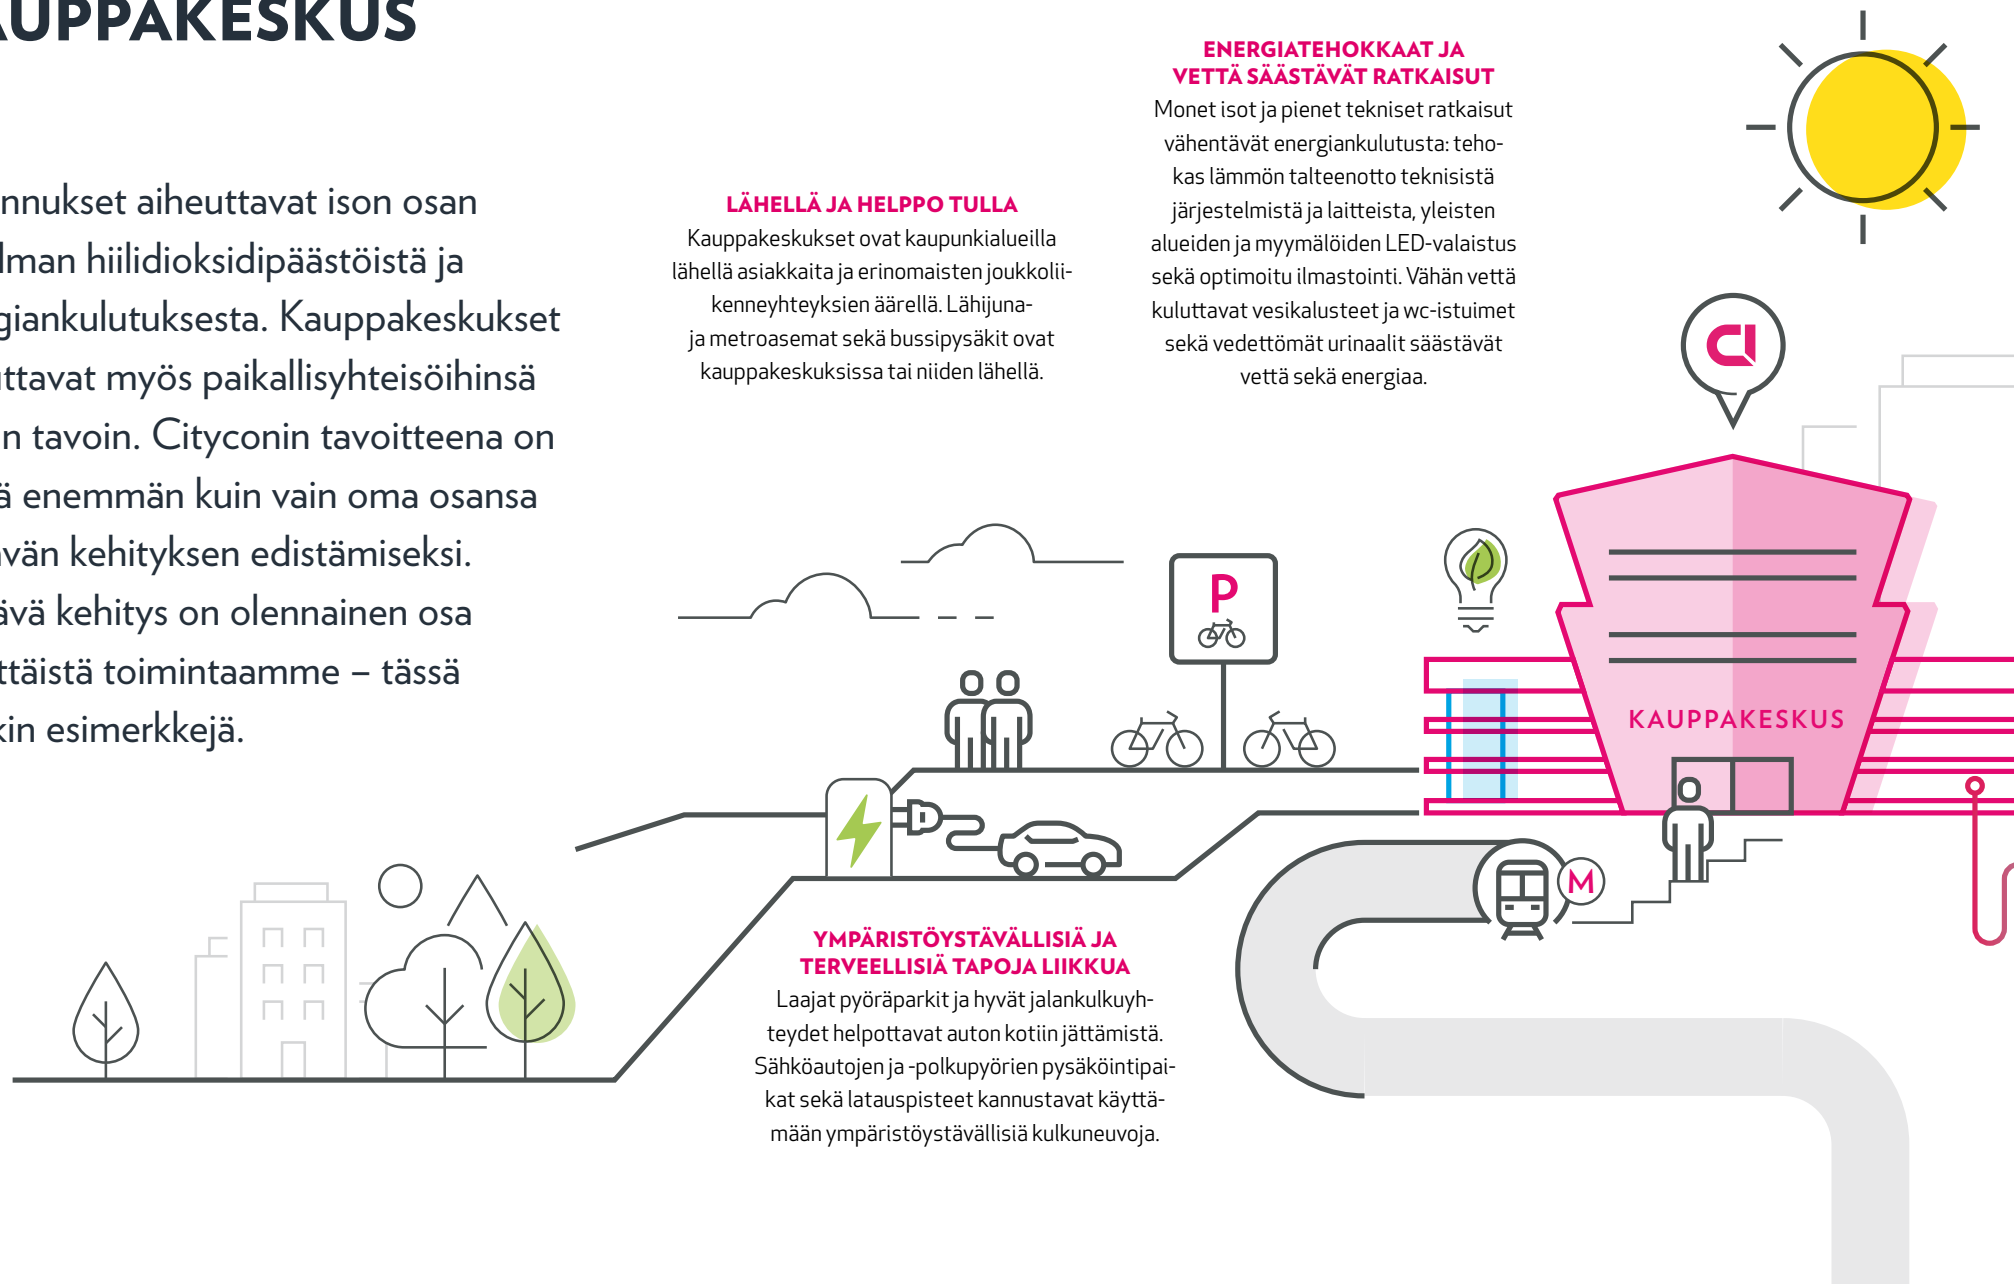 AUPPAKESKUS
nnukset aiheuttavat ison osan
lman hiilidioksidipäästöistä ja
giankulutuksesta. Kauppakeskukset
ttavat myös paikallisyhteisöihinsä
n tavoin. Cityconin tavoitteena on
ä enemmän kuin vain oma osansa
vän kehityksen edistämiseksi.
ävä kehitys on olennainen osa
ttäistä toimintaamme – tässä
kin esimerkkejä.
LÄHELLÄ JA HELPPO TULLA
Kauppakeskukset ovat kaupunkialueilla
lähellä asiakkaita ja erinomaisten joukkolii-
kenneyhteyksien äärellä. Lähijuna-
ja metroasemat sekä bussipysäkit ovat
kauppakeskuksissa tai niiden lähellä.
ENERGIATEHOKKAAT JA
VETTÄ SÄÄSTÄVÄT RATKAISUT
Monet isot ja pienet tekniset ratkaisut
vähentävät energiankulutusta: teho-
kas lämmön talteenotto teknisistä
järjestelmistä ja laitteista, yleisten
alueiden ja myymälöiden LED-valaistus
sekä optimoitu ilmastointi. Vähän vettä
kuluttavat vesikalusteet ja wc-istuimet
sekä vedettömät urinaalit säästävät
vettä sekä energiaa.
P
KAUPPAKESKUS
M
YMPÄRISTÖYSTÄVÄLLISIÄ JA
TERVEELLISIÄ TAPOJA LIIKKUA
Laajat pyöräparkit ja hyvät jalankulkuyh-
teydet helpottavat auton kotiin jättämistä.
Sähköautojen ja -polkupyörien pysäköintipai-
kat sekä latauspisteet kannustavat käyttä-
mään ympäristöystävällisiä kulkuneuvoja.